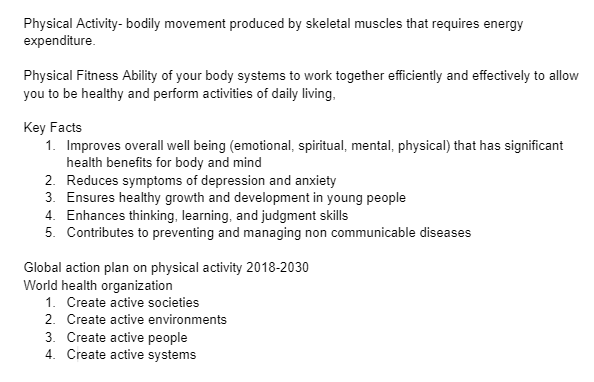 Physical Activity- bodily movement produced by skeletal muscles that requires energy
expenditure.
Physical Fitness Ability of your body systems to work together efficiently and effectively to allow
you to be healthy and perform activities of daily living,
Key Facts
1. Improves overall well being (emotional, spiritual, mental, physical) that has significant
health benefits for body and mind
2. Reduces symptoms of depression and anxiety
3. Ensures healthy growth and development in young people
4. Enhances thinking, learning, and judgment skills
5. Contributes to preventing and managing non communicable diseases
Global action plan on physical activity 2018-2030
World health organization
1. Create active societies
2. Create active environments
3. Create active people
4. Create active systems